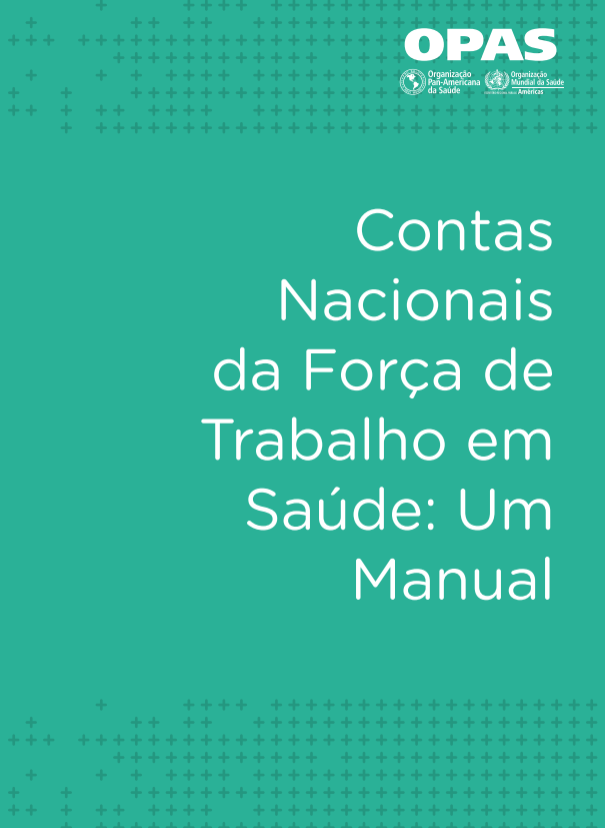 OPAS
Organização
Pan-Americana
da Saúde
Organização
Mundial da Saúde
Américas
Contas
Nacionais
da Força de
Trabalho em
Saúde: Um
Manual